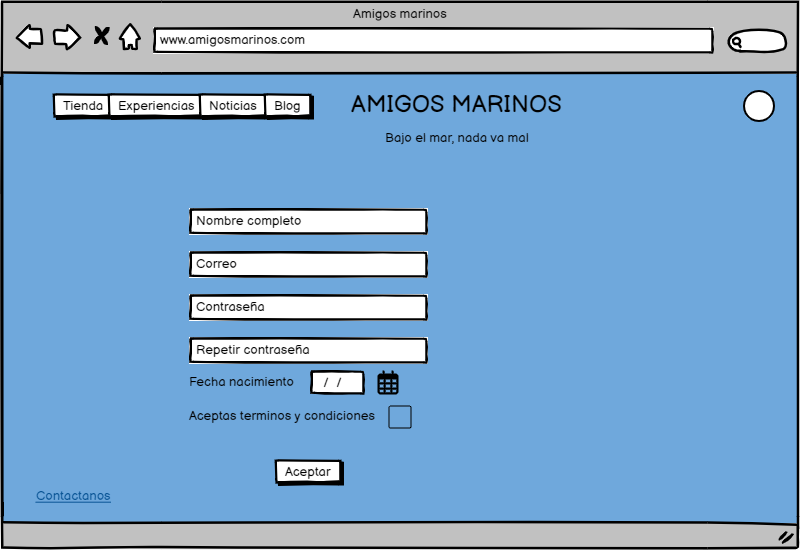 Amigos marinos
www.amigosmarinos.com
Tienda Experiencias Noticias Blog
AMIGOS MARINOS
Bajo el mar, nada va mal
Nombre completo
Correo
Contraseña
Repetir contraseña
Fecha nacimiento / /
Aceptas terminos y condiciones
Aceptar
Contactanos